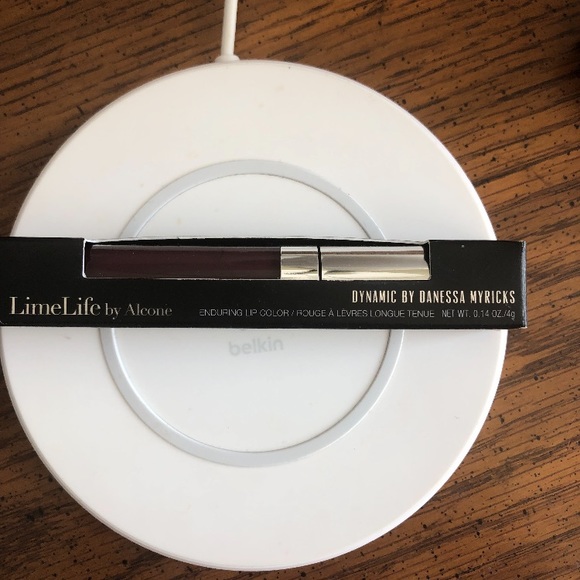 LimeLife by Alcone
DYNAMIC BY DANESSA MYRICKS
ENDURING LIP COLOR / ROUGE À LÈVRES LONGUE TENUE NET WT. 0.14 OZ./4g
belkin